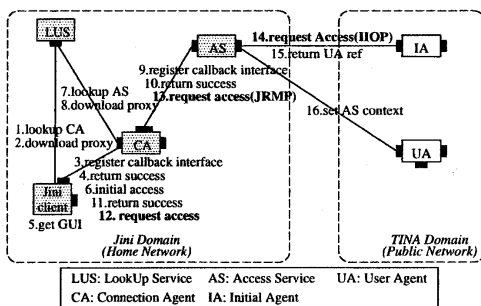 LUS
AS
14.request Access(IIOP)
15.return UA ref
IA
7.lookup AS
8.download proxy
9.register callback interface
10.return success
13.request access(JRMP)
16.set AS context
1.lookup CA
2.download proxy
CA
UA
3.register callback interface
4.return success
6.initial access
11.return success
12. request access
Jini
client
5.get GUI
Jini Domain
(Home Network)
TINA Domain
(Public Network)
LUS: LookUp Service AS: Access Service UA: User Agent
CA: Connection Agent IA: Initial Agent